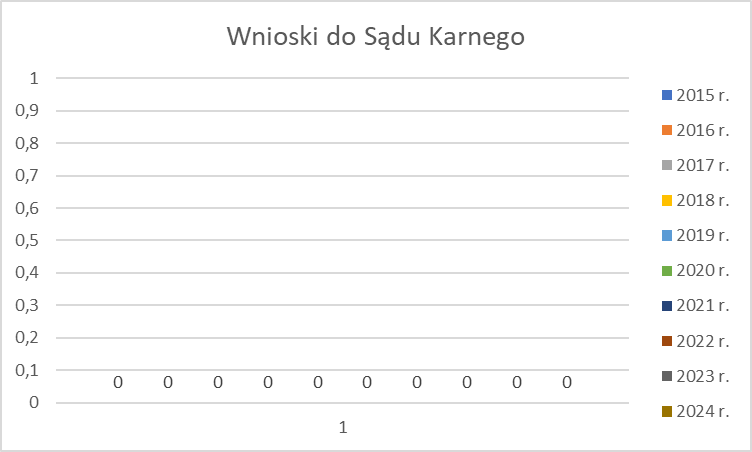 Wnioski do Sądu Karnego
1
0,9
0,8
0,7
0,6
0,5
0,4
0,3
0,2
0,1
0
0 0 0 0 0 0 0 0 0 0
1
2015 r.
2016 r.
2017 r.
2018 r.
2019 r.
2020 r.
2021 r.
2022 r.
2023 r.
2024 r.